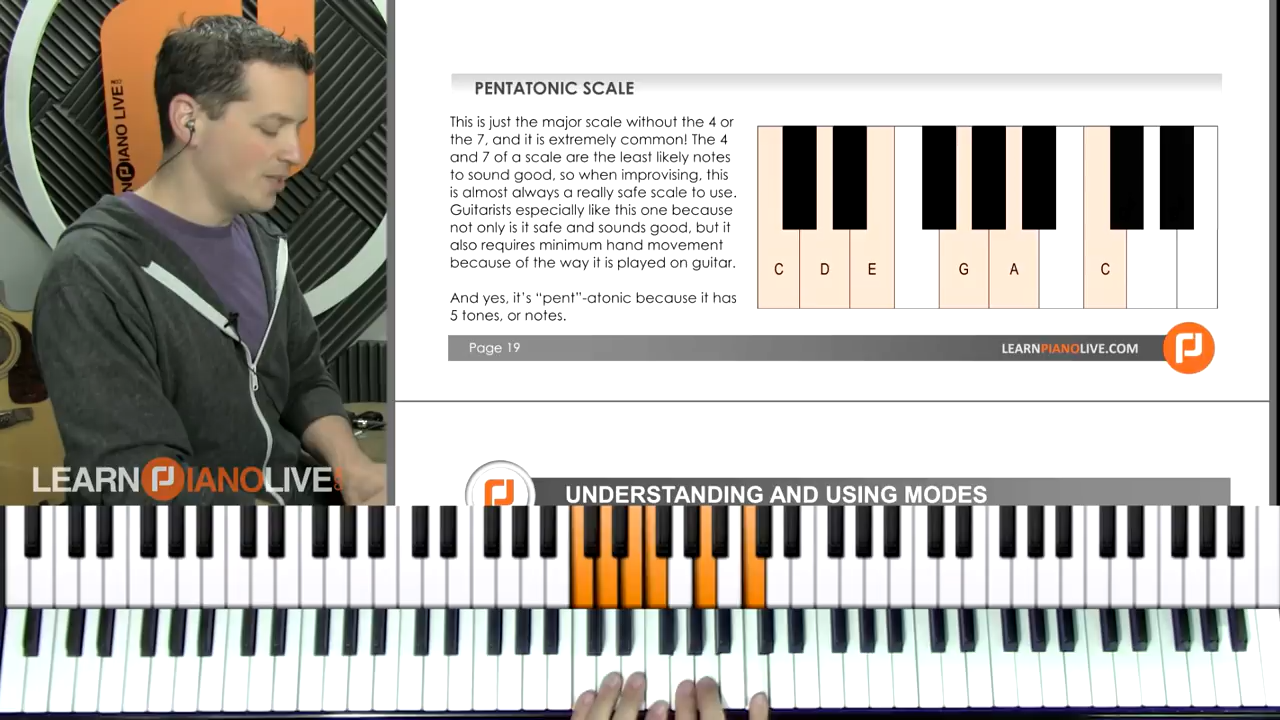 PIANO LIVE
LEARN PIANOLIVE
PENTATONIC SCALE
This is just the major scale without the 4 or
the 7, and it is extremely common! The 4
and 7 of a scale are the least likely notes
to sound good, so when improvising, this
is almost always a really safe scale to use.
Guitarists especially like this one because
not only is it safe and sounds good, but it
also requires minimum hand movement
because of the way it is played on guitar.
And yes, it's “pent”-atonic because it has
5 tones, or notes.
C D E G A C
Page 19
LEARNPIANOLIVE.COM
UNDERSTANDING AND USING MODES